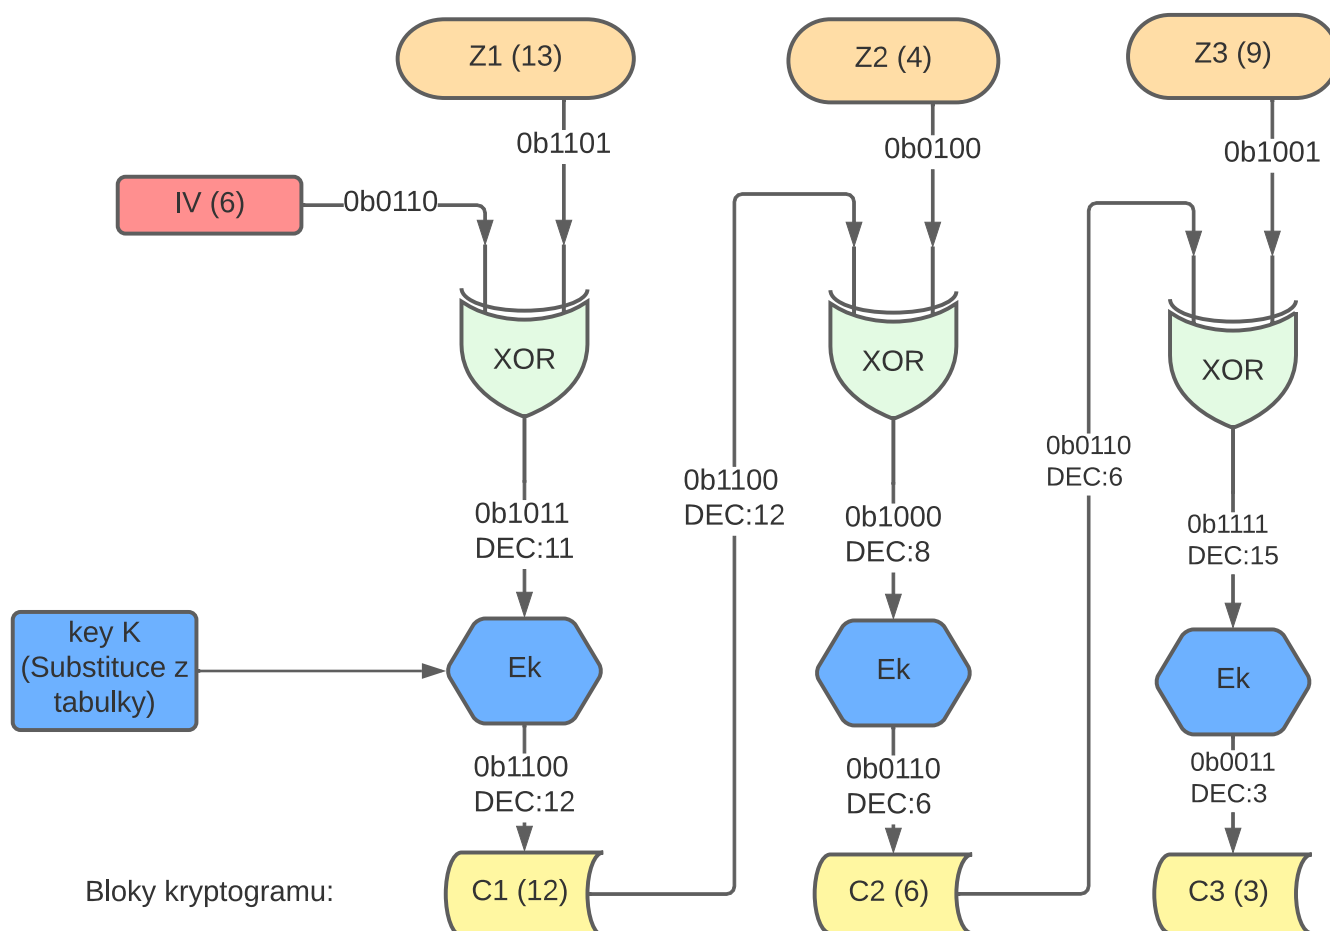 Z1 (13)
Z2 (4)
Z3 (9)
0b1101
0b0100
0b1001
IV (6)
0b0110
XOR
XOR
XOR
0b1100
DEC:12
0b0110
DEC:6
0b1011
DEC:11
0b1000
DEC:8
0b1111
DEC:15
key K
(Substituce z
tabulky)
Ek
Ek
Ek
0b1100
DEC:12
0b0110
DEC:6
0b0011
DEC:3
Bloky kryptogramu:
C1 (12)
C2 (6)
C3 (3)